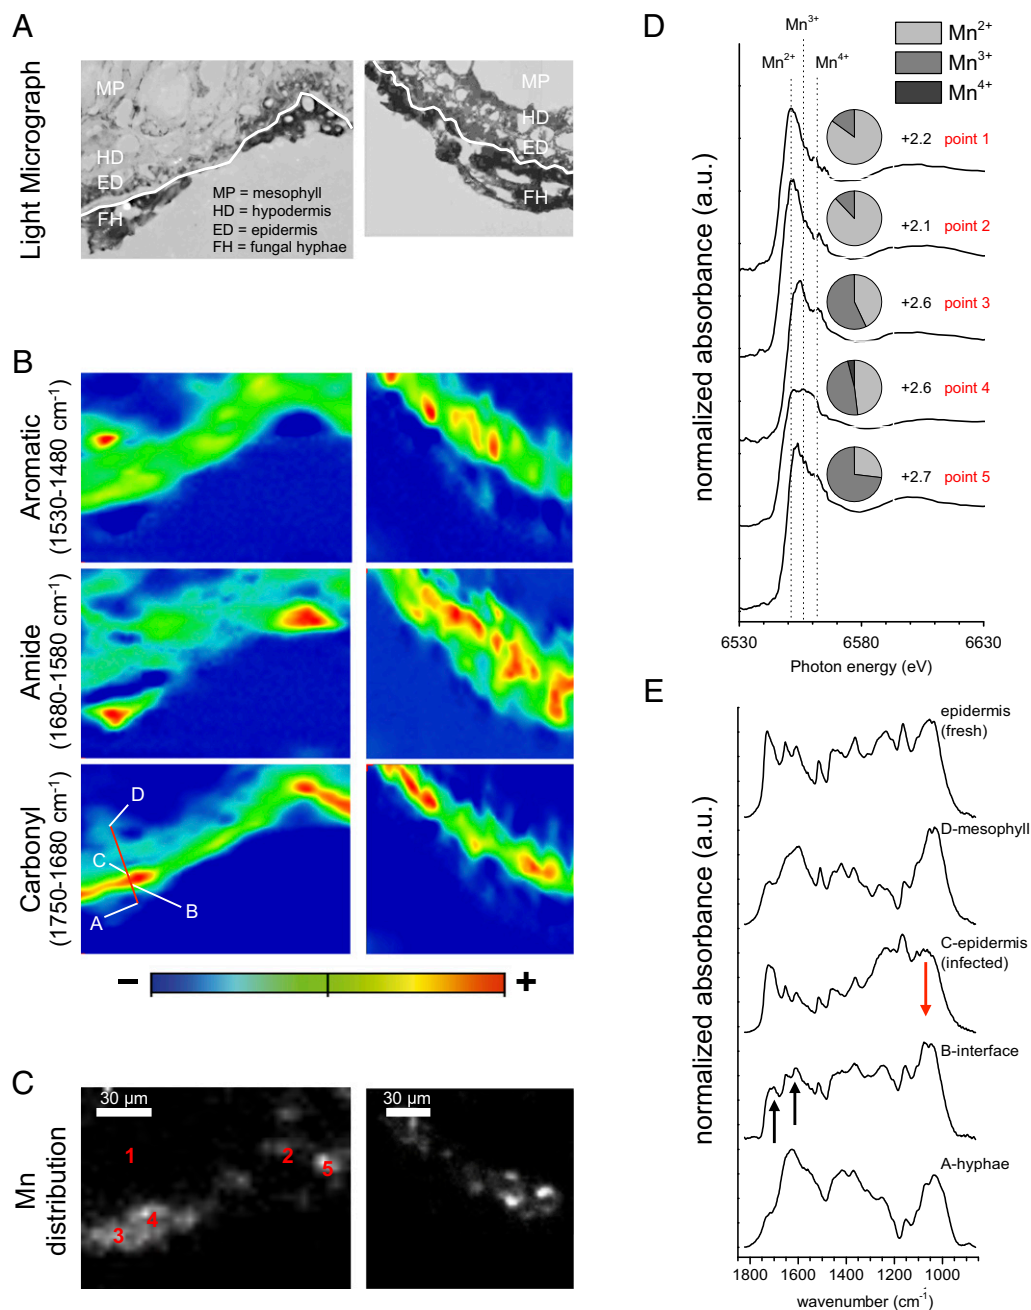 A
Light Micrograph
MP
HD
ED
FH
MP = mesophyll
HD = hypodermis
ED = epidermis
FH = fungal hyphae
MP
HD
ED
FH
B
Aromatic
(1530-1480 cm⁻¹)
Amide
(1680-1580 cm⁻¹)
Carbonyl
(1750-1680 cm⁻¹)
D
C
A
B
− +
C
Mn
distribution
30 µm
1
2
5
4
3
30 µm
D
Mn²⁺
Mn³⁺
Mn⁴⁺
Mn³⁺
Mn²⁺
Mn⁴⁺
normalized absorbance (a.u.)
+2.2 point 1
+2.1 point 2
+2.6 point 3
+2.6 point 4
+2.7 point 5
6530 6580 6630
Photon energy (eV)
E
normalized absorbance (a.u.)
epidermis
(fresh)
D-mesophyll
C-epidermis
(infected)
B-interface
A-hyphae
1800 1600 1400 1200 1000
wavenumber (cm⁻¹)